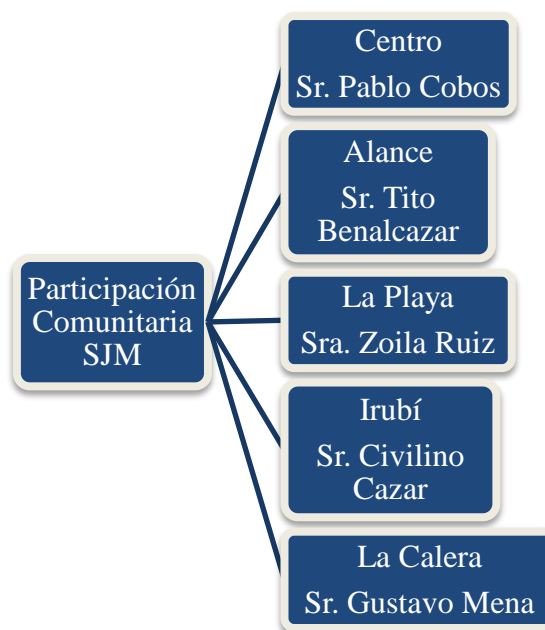 Participación
Comunitaria
SJM
Centro
Sr. Pablo Cobos
Alance
Sr. Tito
Benalcazar
La Playa
Sra. Zoila Ruiz
Irubí
Sr. Civilino
Cazar
La Calera
Sr. Gustavo Mena